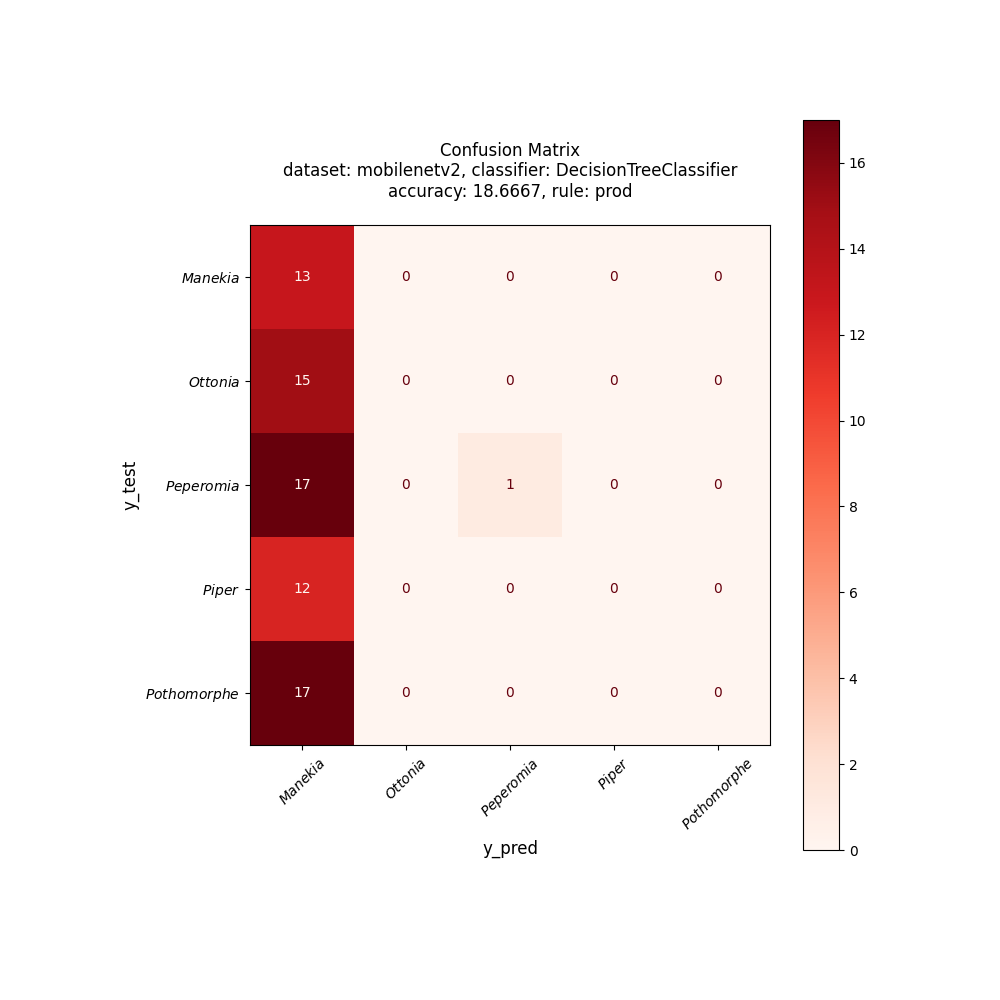 Confusion Matrix
dataset: mobilenetv2, classifier: DecisionTreeClassifier
accuracy: 18.6667, rule: prod
y_test
Manekia 13 0 0 0 0
Ottonia 15 0 0 0 0
Peperomia 17 0 1 0 0
Piper 12 0 0 0 0
Pothomorphe 17 0 0 0 0
Manekia Ottonia Peperomia Piper Pothomorphe
y_pred
16
14
12
10
8
6
4
2
0